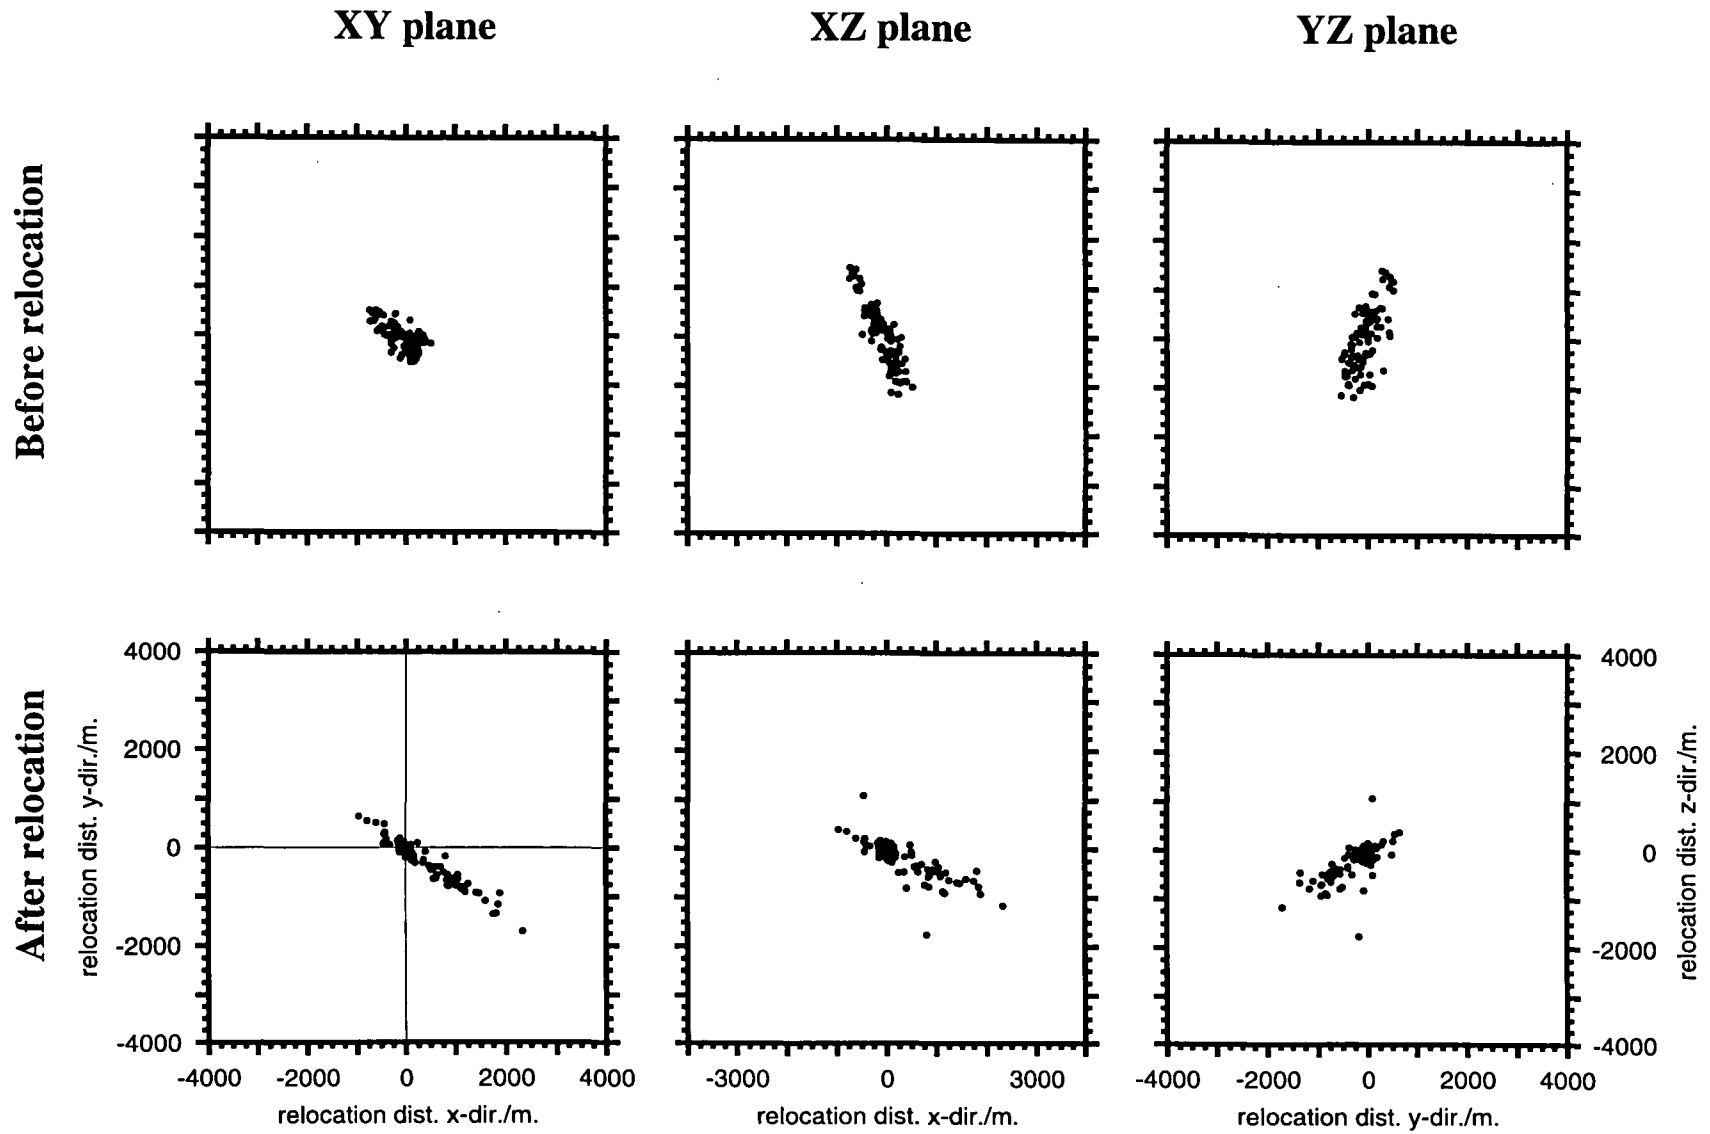 XY plane
XZ plane
YZ plane
Before relocation
After relocation
relocation dist. y-dir./m.
4000
2000
0
-2000
-4000
4000
2000
0
-2000
-4000
relocation dist. z-dir./m.
-4000 -2000 0 2000 4000
-3000 0 3000
-4000 -2000 0 2000 4000
relocation dist. x-dir./m.
relocation dist. x-dir./m.
relocation dist. y-dir./m.